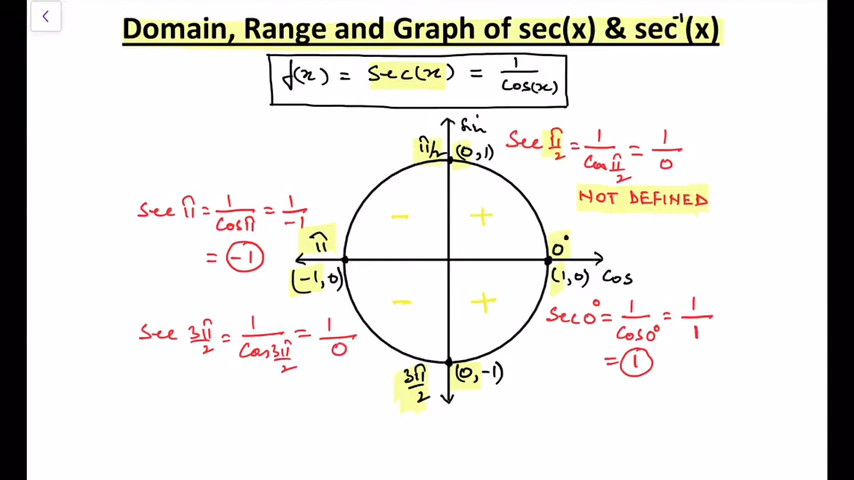 Domain, Range and Graph of sec(x) & sec⁻¹(x)
f(x) = sec(x) = 1/cos(x)
sin
π/2 (0,1)
sec π/2 = 1/cos π/2 = 1/0
NOT DEFINED
sec π = 1/cos π = 1/-1
= -1
- +
π
0°
(-1,0)
(1,0) cos
- +
sec 0° = 1/cos 0° = 1/1
= 1
sec 3π/2 = 1/cos 3π/2 = 1/0
3π/2 (0,-1)